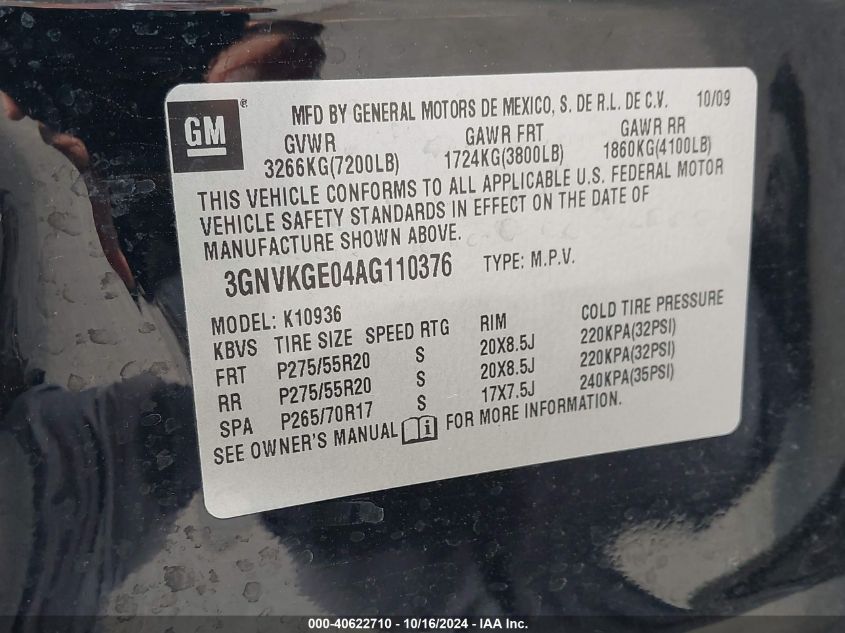 GM ® MFD BY GENERAL MOTORS DE MEXICO, S. DE R.L. DE C.V. 10/09
GVWR GAWR FRT GAWR RR
3266KG(7200LB) 1724KG(3800LB) 1860KG(4100LB)
THIS VEHICLE CONFORMS TO ALL APPLICABLE U.S. FEDERAL MOTOR
VEHICLE SAFETY STANDARDS IN EFFECT ON THE DATE OF
MANUFACTURE SHOWN ABOVE.
3GNVKGE04AG110376 TYPE: M.P.V.
MODEL: K10936
KBVS TIRE SIZE SPEED RTG RIM COLD TIRE PRESSURE
FRT P275/55R20 S 20X8.5J 220KPA(32PSI)
RR P275/55R20 S 20X8.5J 220KPA(32PSI)
SPA P265/70R17 S 17X7.5J 240KPA(35PSI)
SEE OWNER'S MANUAL i FOR MORE INFORMATION.
000-40622710 - 10/16/2024 - IAA Inc.